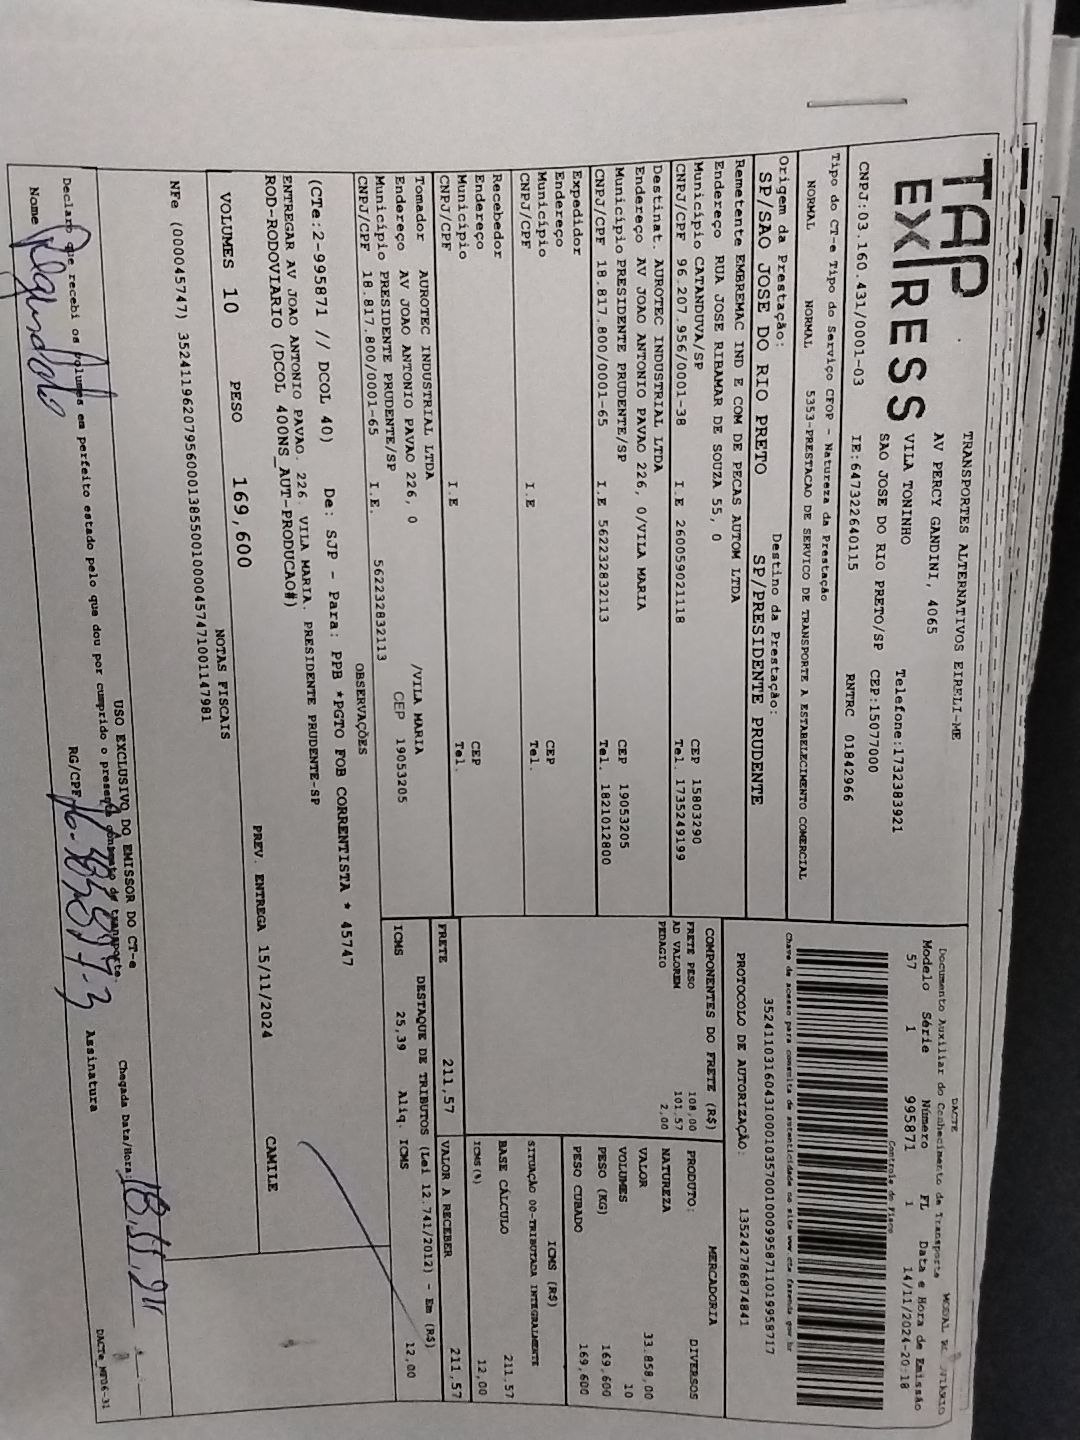 TAP
EXPRESS
TRANSPORTES ALTERNATIVOS EIRELI-ME
AV PERCY GANDINI, 4065
VILA TONINHO
SAO JOSE DO RIO PRETO/SP
Telefone:1732383921
CEP:15077000
CNPJ:03.160.431/0001-03
IE:647322640115
RNTRC 01842966
DACTE
Documento Auxiliar do Conhecimento de Transporte
Modelo Série Número FL Data e Hora de Emissão
57 1 995871 1 14/11/2024-20:18
Controle do Fisco
Chave de acesso para consulta de autenticidade no site www.cte.fazenda.gov.br
PROTOCOLO DE AUTORIZAÇÃO:
135242786874841
Tipo do CT-e Tipo do Serviço CFOP - Natureza da Prestação
NORMAL NORMAL 5353-PRESTACAO DE SERVICO DE TRANSPORTE A ESTABELECIMENTO COMERCIAL
Origem da Prestação: Destino da Prestação:
SP/SAO JOSE DO RIO PRETO SP/PRESIDENTE PRUDENTE
Remetente EMBREMAC IND E COM DE PECAS AUTOM LTDA
Endereço RUA JOSE RIBAMAR DE SOUZA 55, 0
Município CATANDUVA/SP CEP 15803290
CNPJ/CPF 96.207.956/0001-38 I.E 260059021118 Tel. 1735249199
Destinat. AUROTEC INDUSTRIAL LTDA
Endereço AV JOAO ANTONIO PAVAO 226, 0/VILA MARIA
Município PRESIDENTE PRUDENTE/SP CEP 19053205
CNPJ/CPF 18.817.800/0001-65 I.E 562232832113 Tel. 1821012800
Expedidor
Endereço
Município CEP
CNPJ/CPF I.E Tel.
Recebedor
Endereço
Município CEP
CNPJ/CPF I.E Tel.
Tomador AUROTEC INDUSTRIAL LTDA
Endereço AV JOAO ANTONIO PAVAO 226, 0 /VILA MARIA
Município PRESIDENTE PRUDENTE/SP CEP 19053205
CNPJ/CPF 18.817.800/0001-65 I.E. 562232832113
COMPONENTES DO FRETE (R$)
FRETE PESO 108,00
AD VALOREM 101,57
PEDAGIO 2,00
MERCADORIA
PRODUTO: DIVERSOS
NATUREZA
VALOR 33.858,00
VOLUMES 10
PESO (KG) 169,600
PESO CUBADO 169,600
ICMS (R$)
SITUAÇÃO 00-TRIBUTADA INTEGRALMENTE
BASE CÁLCULO 211,57
ICMS(%) 12,00
FRETE 211,57 VALOR A RECEBER 211,57
DESTAQUE DE TRIBUTOS (Lei 12.741/2012) - Em (R$)
ICMS 25,39 Aliq. ICMS 12,00
OBSERVAÇÕES
(CTe:2-995871 // DCOL 40) De: SJP - Para: PPB *PGTO FOB CORRENTISTA * 45747
ENTREGAR AV JOAO ANTONIO PAVAO. 226. VILA MARIA. PRESIDENTE PRUDENTE-SP
ROD-RODOVIARIO (DCOL 400NS_AUT-PRODUCAO#)
CAMILE
VOLUMES 10 PESO 169,600 PREV. ENTREGA 15/11/2024
NOTAS FISCAIS
NFe (000045747) 35241196207956000138550010000457471001147981
USO EXCLUSIVO DO EMISSOR DO CT-e
Declaro que recebi os volumes em perfeito estado pelo que dou por cumprido o presente contrato de transporte.
Chegada Data/Hora:
Nome RG/CPF Assinatura